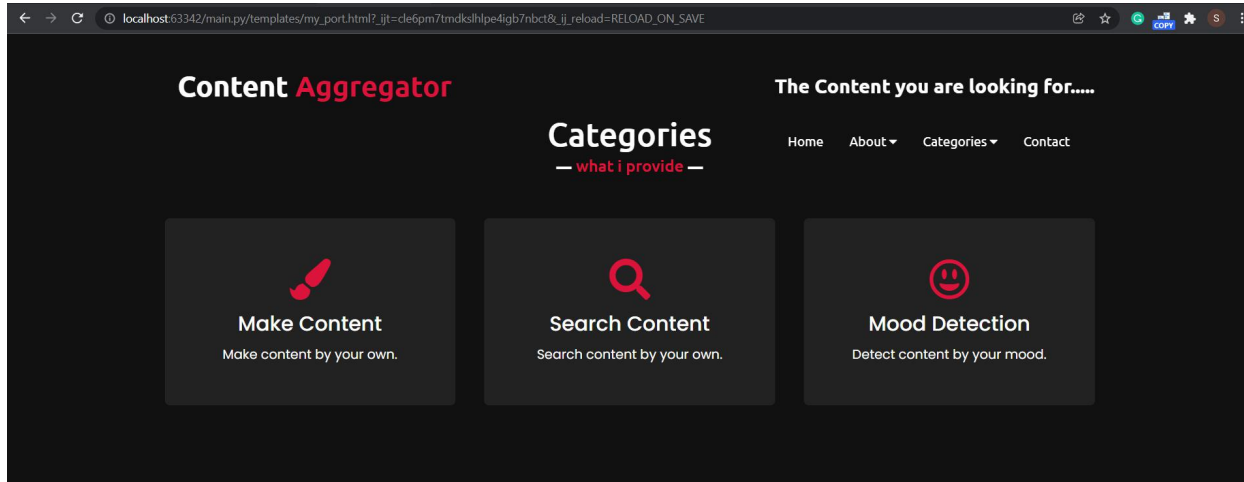 localhost:63342/main.py/templates/my_port.html?_ijt=cle6pm7tmdkslhlpe4igb7nbct&_ij_reload=RELOAD_ON_SAVE
G COPY S
Content Aggregator
The Content you are looking for.....
Categories
— what i provide —
Home About Categories Contact
Make Content
Make content by your own.
Search Content
Search content by your own.
Mood Detection
Detect content by your mood.